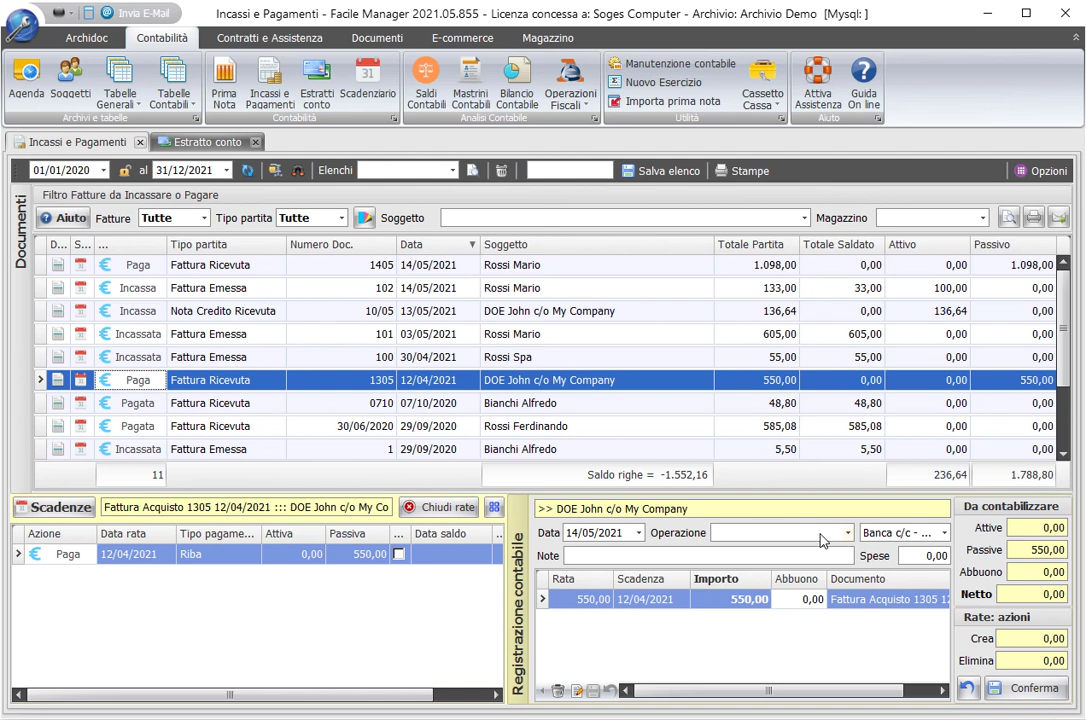 Invia E-Mail Incassi e Pagamenti - Facile Manager 2021.05.855 - Licenza concessa a: Soges Computer - Archivio: Archivio Demo [Mysql: ]
Archidoc Contabilità Contratti e Assistenza Documenti E-commerce Magazzino
Agenda Soggetti Tabelle Generali Tabelle Contabili Prima Nota Incassi e Pagamenti Estratti conto Scadenziario Saldi Contabili Mastrini Contabili Bilancio Contabile Operazioni Fiscali Manutenzione contabile Nuovo Esercizio Importa prima nota Cassetto Cassa Attiva Assistenza Guida On line
Archivi e tabelle Contabilità Analisi Contabile Utilità Aiuto
Incassi e Pagamenti Estratto conto
01/01/2020 al 31/12/2021 Elenchi Salva elenco Stampe Opzioni
Documenti
Filtro Fatture da Incassare o Pagare
Aiuto Fatture Tutte Tipo partita Tutte Soggetto Magazzino
D... S... ... Tipo partita Numero Doc. Data Soggetto Totale Partita Totale Saldato Attivo Passivo
Paga Fattura Ricevuta 1405 14/05/2021 Rossi Mario 1.098,00 0,00 0,00 1.098,00
Incassa Fattura Emessa 102 14/05/2021 Rossi Mario 133,00 33,00 100,00 0,00
Incassa Nota Credito Ricevuta 10/05 13/05/2021 DOE John c/o My Company 136,64 0,00 136,64 0,00
Incassata Fattura Emessa 101 03/05/2021 Rossi Mario 605,00 605,00 0,00 0,00
Incassata Fattura Emessa 100 30/04/2021 Rossi Spa 55,00 55,00 0,00 0,00
Paga Fattura Ricevuta 1305 12/04/2021 DOE John c/o My Company 550,00 0,00 0,00 550,00
Pagata Fattura Ricevuta 0710 07/10/2020 Bianchi Alfredo 48,80 48,80 0,00 0,00
Pagata Fattura Ricevuta 30/06/2020 29/09/2020 Rossi Ferdinando 585,08 585,08 0,00 0,00
Incassata Fattura Emessa 1 29/09/2020 Bianchi Alfredo 5,50 5,50 0,00 0,00
11 Saldo righe = -1.552,16 236,64 1.788,80
Scadenze Fattura Acquisto 1305 12/04/2021 ::: DOE John c/o My Co Chiudi rate
Azione Data rata Tipo pagame... Attiva Passiva ... Data saldo ..
Paga 12/04/2021 Riba 0,00 550,00
Registrazione contabile
>> DOE John c/o My Company
Data 14/05/2021 Operazione Banca c/c - ...
Note Spese 0,00
Rata Scadenza Importo Abbuono Documento
550,00 12/04/2021 550,00 0,00 Fattura Acquisto 1305 12
Da contabilizzare
Attive 0,00
Passive 550,00
Abbuono 0,00
Netto 0,00
Rate: azioni
Crea 0,00
Elimina 0,00
Conferma